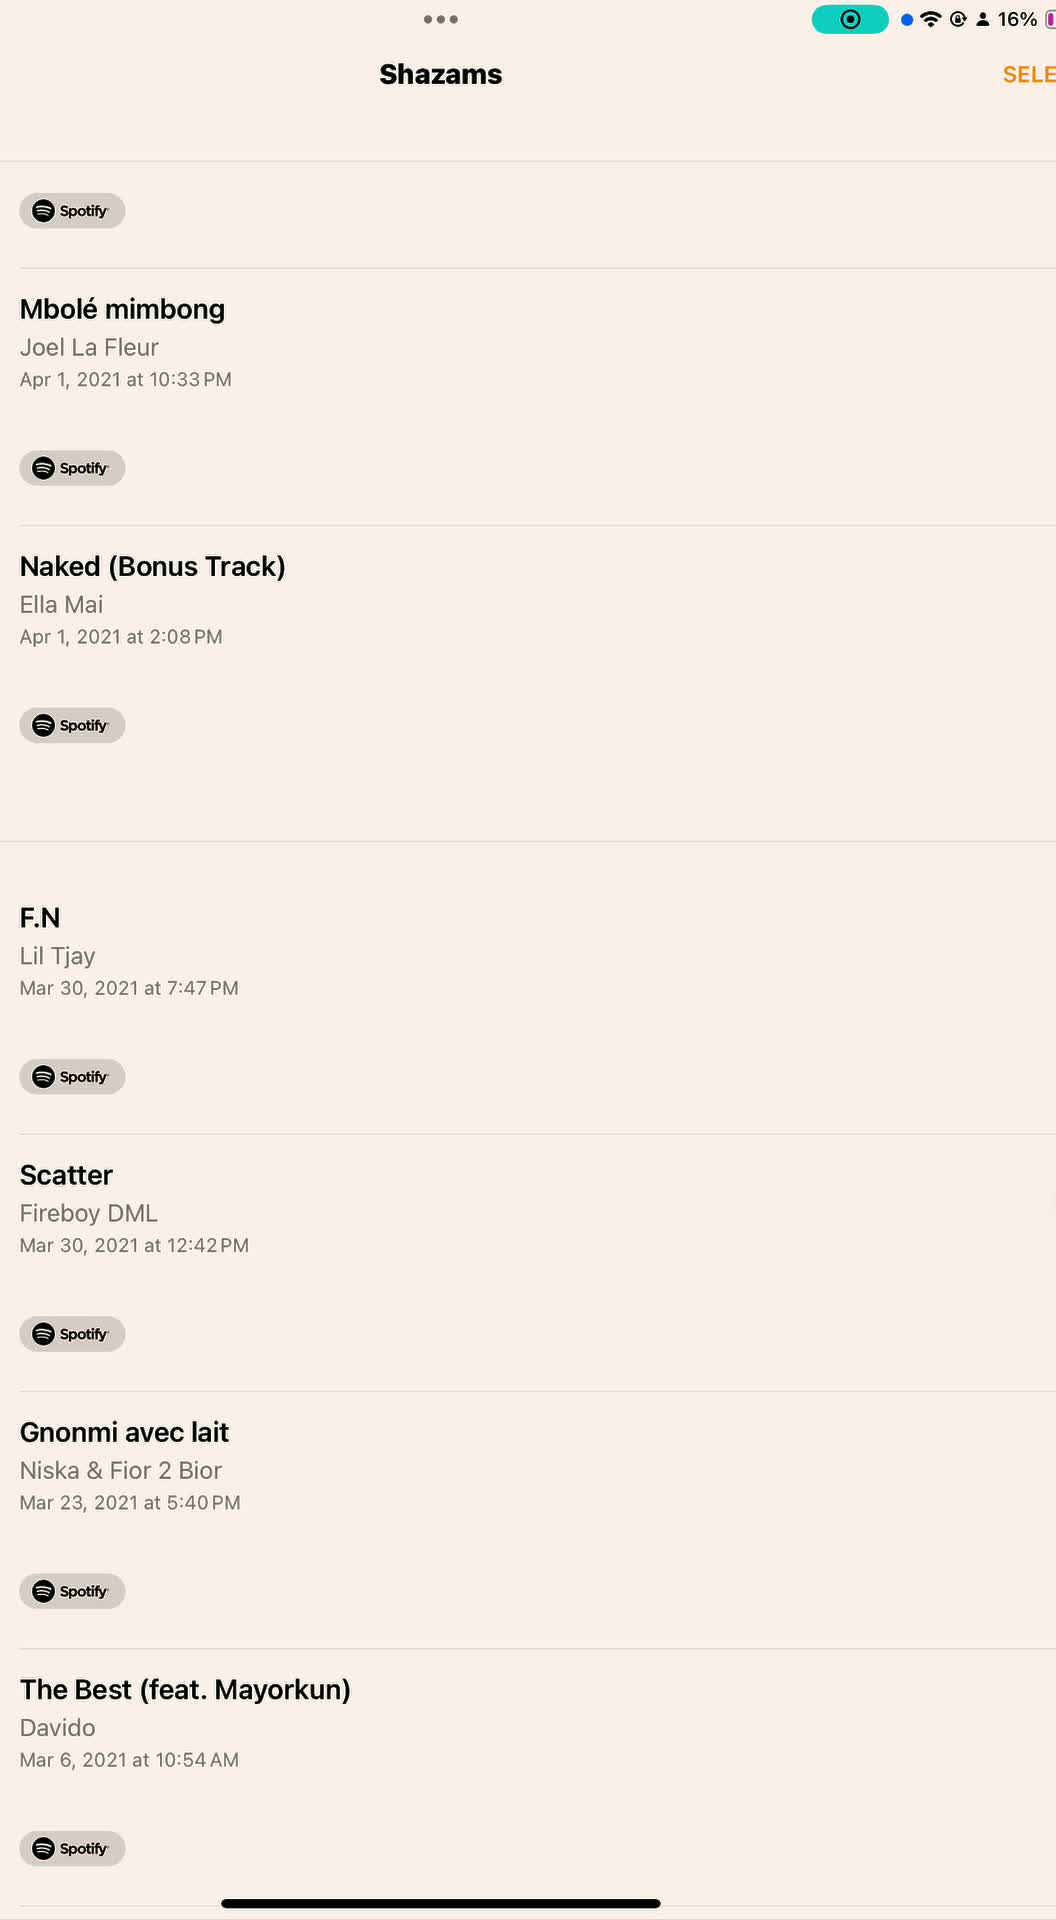 16%
Shazams
SELE
Spotify
Mbolé mimbong
Joel La Fleur
Apr 1, 2021 at 10:33 PM
Spotify
Naked (Bonus Track)
Ella Mai
Apr 1, 2021 at 2:08 PM
Spotify
F.N
Lil Tjay
Mar 30, 2021 at 7:47 PM
Spotify
Scatter
Fireboy DML
Mar 30, 2021 at 12:42 PM
Spotify
Gnonmi avec lait
Niska & Fior 2 Bior
Mar 23, 2021 at 5:40 PM
Spotify
The Best (feat. Mayorkun)
Davido
Mar 6, 2021 at 10:54 AM
Spotify